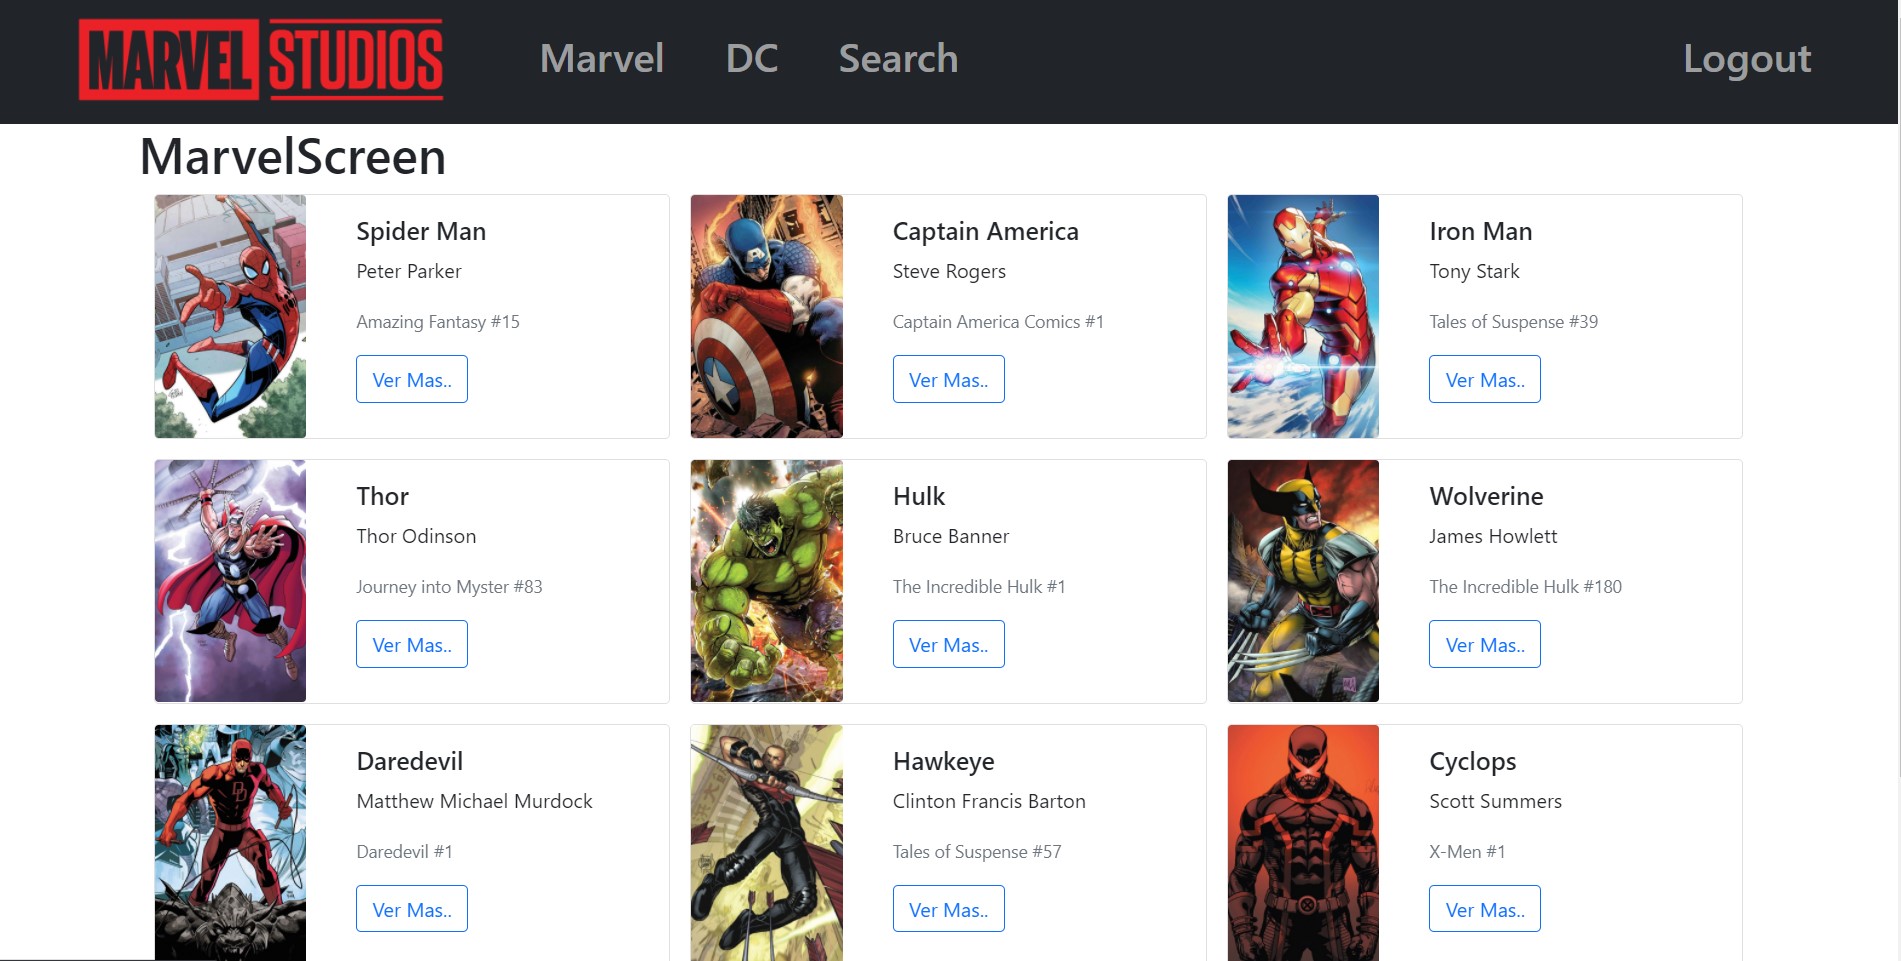 MARVEL STUDIOS Marvel DC Search Logout
MarvelScreen
Spider Man
Peter Parker
Amazing Fantasy #15
Ver Mas..
Captain America
Steve Rogers
Captain America Comics #1
Ver Mas..
Iron Man
Tony Stark
Tales of Suspense #39
Ver Mas..
Thor
Thor Odinson
Journey into Myster #83
Ver Mas..
Hulk
Bruce Banner
The Incredible Hulk #1
Ver Mas..
Wolverine
James Howlett
The Incredible Hulk #180
Ver Mas..
Daredevil
Matthew Michael Murdock
Daredevil #1
Ver Mas..
Hawkeye
Clinton Francis Barton
Tales of Suspense #57
Ver Mas..
Cyclops
Scott Summers
X-Men #1
Ver Mas..